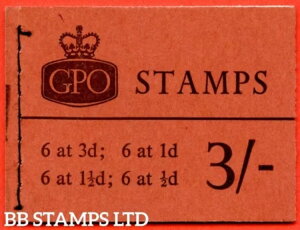 GPO STAMPS
6 at 3d; 6 at 1d
6 at 1½d; 6 at ½d
3/-
BB STAMPS LTD